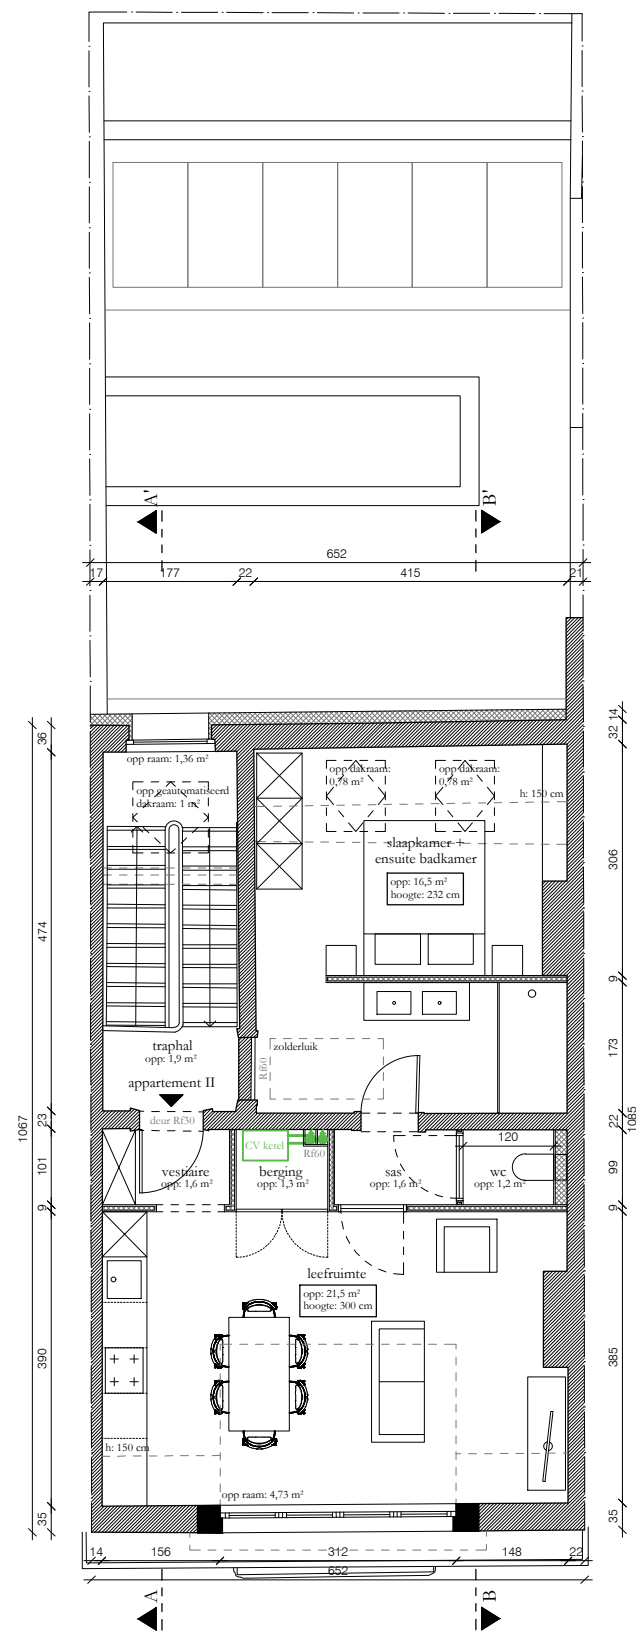 A'
B'
652
17
177
22
415
21
14
36
32
opp raam: 1,36 m²
opp geautomatiseerd
dakraam: 1 m²
opp dakraam:
0,78 m²
opp dakraam:
0,78 m²
h: 150 cm
slaapkamer +
ensuite badkamer
opp: 16,5 m²
hoogte: 232 cm
306
474
9
173
traphal
opp: 1,9 m²
zolderluik
Rf60
appartement II
deur Rf30
1067
23
22
1085
CV ketel
Rf60
120
101
99
vestiaire
opp: 1,6 m²
berging
opp: 1,3 m²
sas
opp: 1,6 m²
wc
opp: 1,2 m²
9
9
leefruimte
opp: 21,5 m²
hoogte: 300 cm
390
385
h: 150 cm
opp raam: 4,73 m²
35
35
14
156
312
148
22
652
A
B